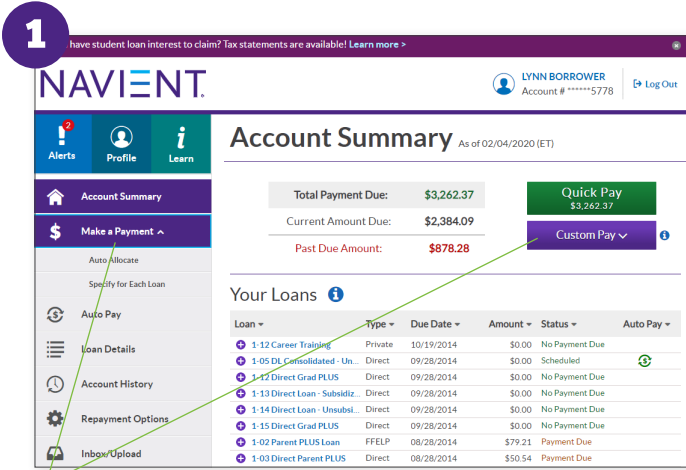 1
have student loan interest to claim? Tax statements are available! Learn more >
NAVIENT.
LYNN BORROWER
Account # ******5778
Log Out
2
Alerts
Profile
Learn
Account Summary As of 02/04/2020 (ET)
Account Summary
Make a Payment
Auto Allocate
Specify for Each Loan
Auto Pay
Loan Details
Account History
Repayment Options
Inbox/Upload
Total Payment Due: $3,262.37
Current Amount Due: $2,384.09
Past Due Amount: $878.28
Quick Pay
$3,262.37
Custom Pay
Your Loans
Loan Type Due Date Amount Status Auto Pay
1-12 Career Training Private 10/19/2014 $0.00 No Payment Due
1-05 DL Consolidated - Un... Direct 09/28/2014 $0.00 Scheduled
1-12 Direct Grad PLUS Direct 09/28/2014 $0.00 No Payment Due
1-13 Direct Loan - Subsidiz... Direct 09/28/2014 $0.00 No Payment Due
1-14 Direct Loan - Unsubsi... Direct 09/28/2014 $0.00 No Payment Due
1-15 Direct Grad PLUS Direct 09/28/2014 $0.00 No Payment Due
1-02 Parent PLUS Loan FFELP 08/28/2014 $79.21 Payment Due
1-03 Direct Parent PLUS Direct 08/28/2014 $50.54 Payment Due